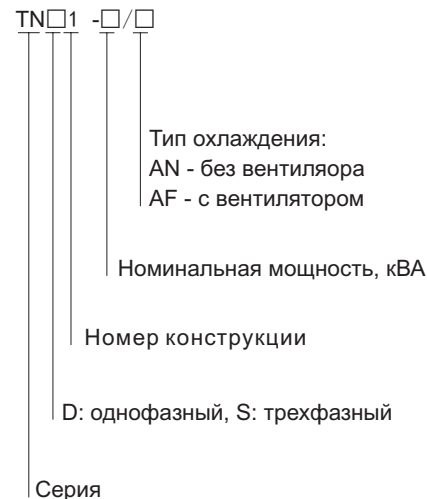 TN□1 -□/□
Тип охлаждения:
AN - без вентиляора
AF - с вентилятором
Номинальная мощность, кВА
Номер конструкции
D: однофазный, S: трехфазный
Серия